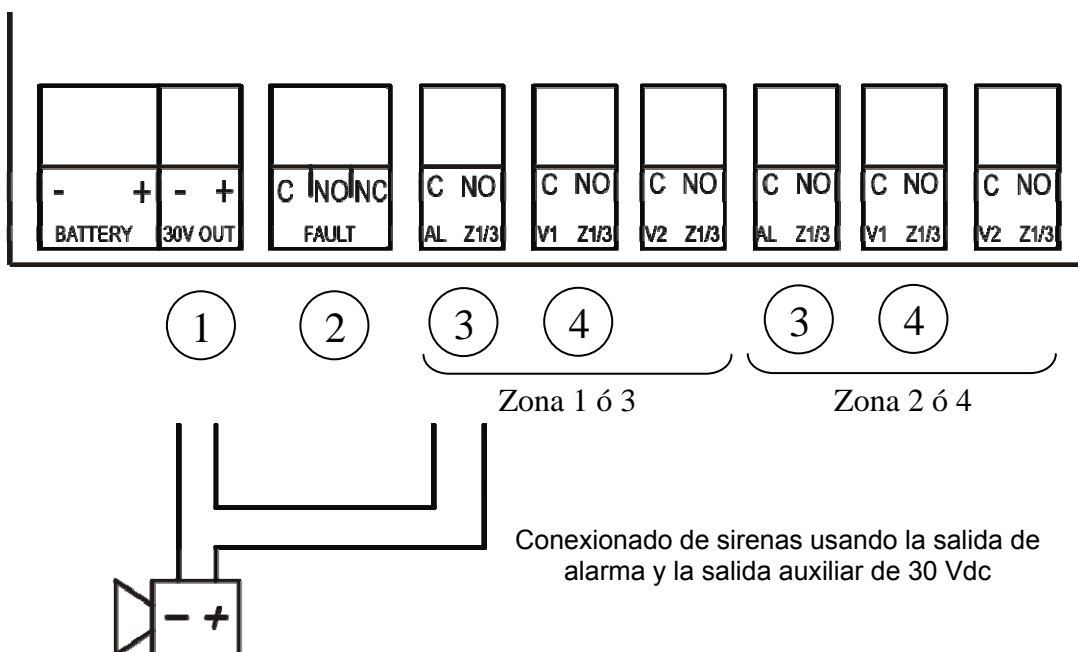 - + - + C NO NC C NO C NO C NO C NO C NO C NO
BATTERY 30V OUT FAULT AL Z1/3 V1 Z1/3 V2 Z1/3 AL Z1/3 V1 Z1/3 V2 Z1/3
1 2 3 4 3 4
Zona 1 ó 3 Zona 2 ó 4
Conexionado de sirenas usando la salida de
alarma y la salida auxiliar de 30 Vdc
- +